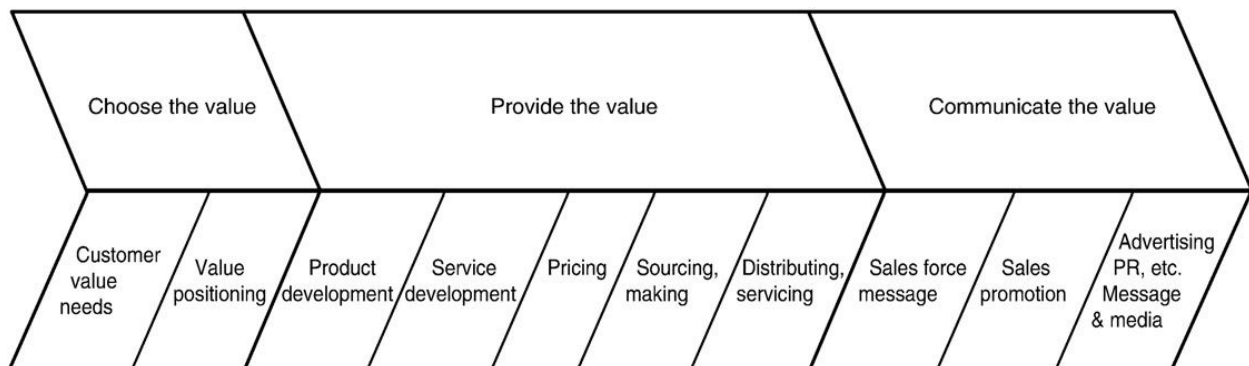 Choose the value
Provide the value
Communicate the value
Customer
value
needs
Value
positioning
Product
development
Service
development
Pricing
Sourcing,
making
Distributing,
servicing
Sales force
message
Sales
promotion
Advertising
PR, etc.
Message
& media